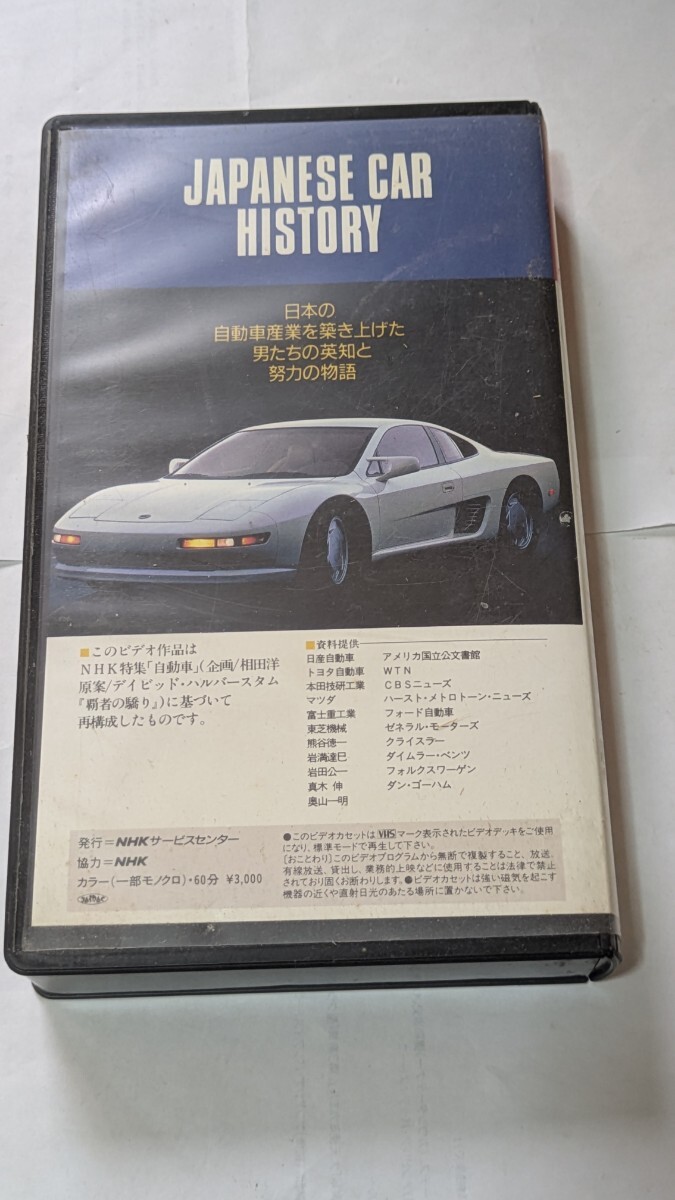 JAPANESE CAR
HISTORY
日本の
自動車産業を築き上げた
男たちの英知と
努力の物語
■このビデオ作品は
NHK特集「自動車」(企画/相田洋
原案/デイビッド・ハルバースタム
『覇者の驕り』)に基づいて
再構成したものです。
■資料提供
日産自動車 アメリカ国立公文書館
トヨタ自動車 WTN
本田技研工業 CBSニューズ
マツダ ハースト・メトロトーン・ニューズ
富士重工業 フォード自動車
東芝機械 ゼネラル・モーターズ
熊谷徳一 クライスラー
岩満達巳 ダイムラー・ベンツ
岩田公一 フォルクスワーゲン
真木 伸 ダン・ゴーハム
奥山一明
発行=NHKサービスセンター
協力=NHK
カラー(一部モノクロ)・60分 ¥3,000
●このビデオカセットはVHSマーク表示されたビデオデッキをご使用
になり、標準モードで再生して下さい。
[おことわり]このビデオプログラムから無断で複製すること、放送、
有線放送、貸出し、業務的上映などに使用することは法律で禁止
されており固くお断わりします。●ビデオカセットは強い磁気を起こす
機器の近くや直射日光のあたる場所に置かないで下さい。